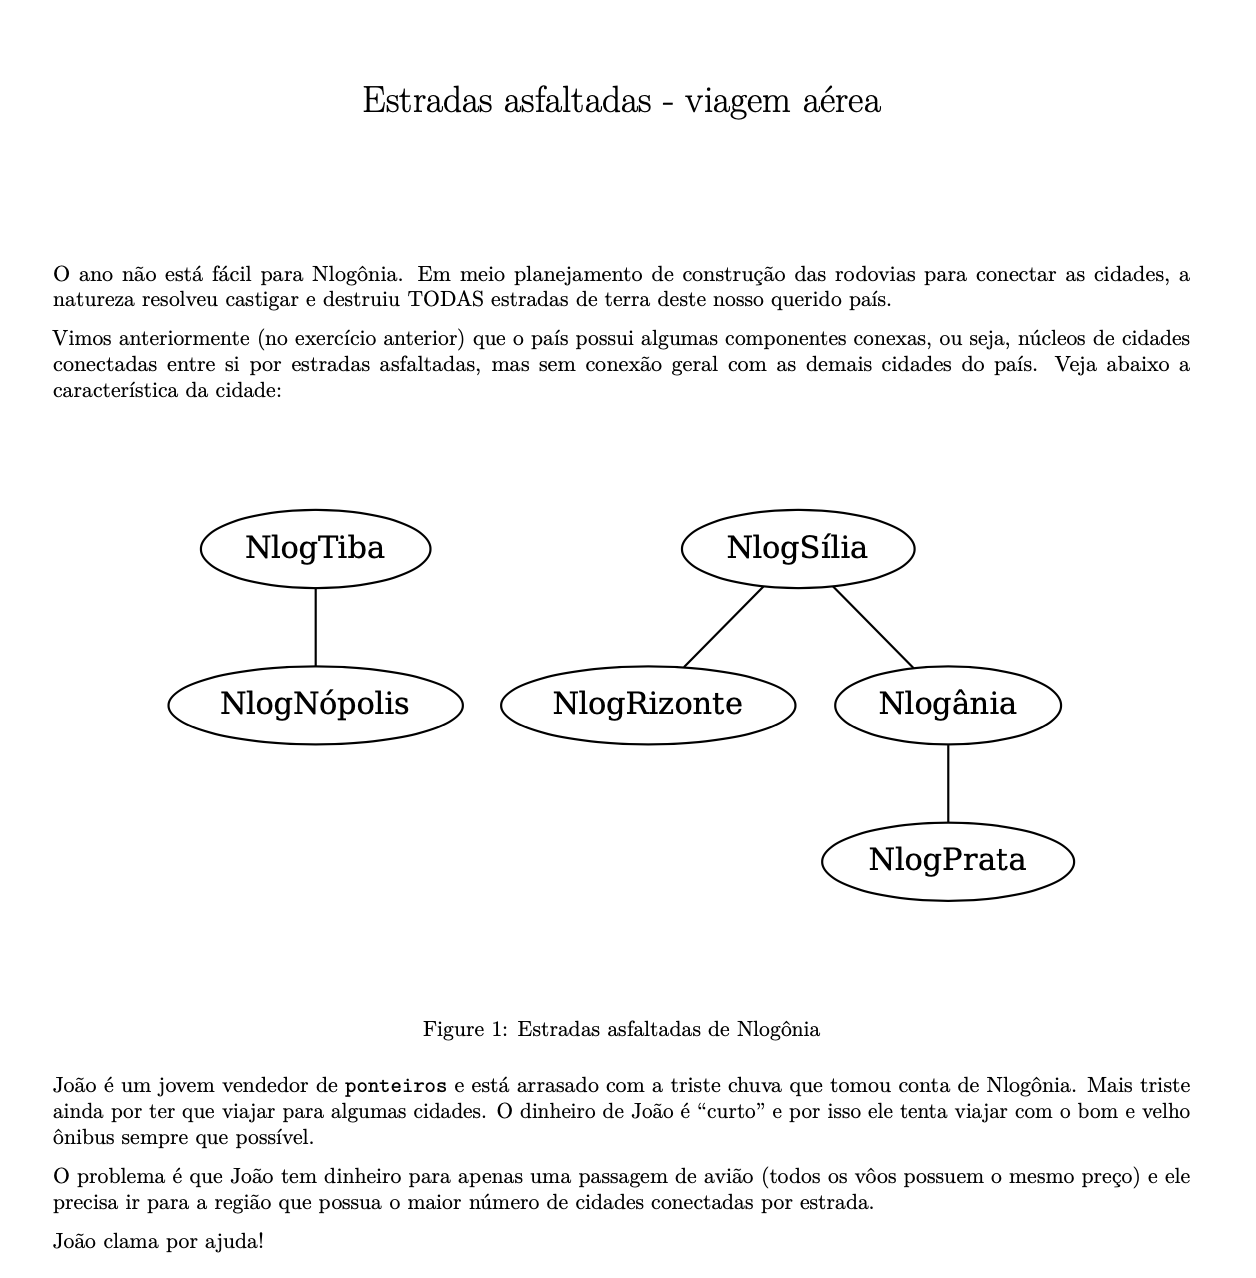 Estradas asfaltadas - viagem aérea
O ano não está fácil para Nlogônia. Em meio planejamento de construção das rodovias para conectar as cidades, a
natureza resolveu castigar e destruiu TODAS estradas de terra deste nosso querido país.
Vimos anteriormente (no exercício anterior) que o país possui algumas componentes conexas, ou seja, núcleos de cidades
conectadas entre si por estradas asfaltadas, mas sem conexão geral com as demais cidades do país. Veja abaixo a
característica da cidade:
NlogTiba
NlogSília
NlogNópolis
NlogRizonte
Nlogânia
NlogPrata
Figure 1: Estradas asfaltadas de Nlogônia
João é um jovem vendedor de ponteiros e está arrasado com a triste chuva que tomou conta de Nlogônia. Mais triste
ainda por ter que viajar para algumas cidades. O dinheiro de João é “curto” e por isso ele tenta viajar com o bom e velho
ônibus sempre que possível.
O problema é que João tem dinheiro para apenas uma passagem de avião (todos os vôos possuem o mesmo preço) e ele
precisa ir para a região que possua o maior número de cidades conectadas por estrada.
João clama por ajuda!